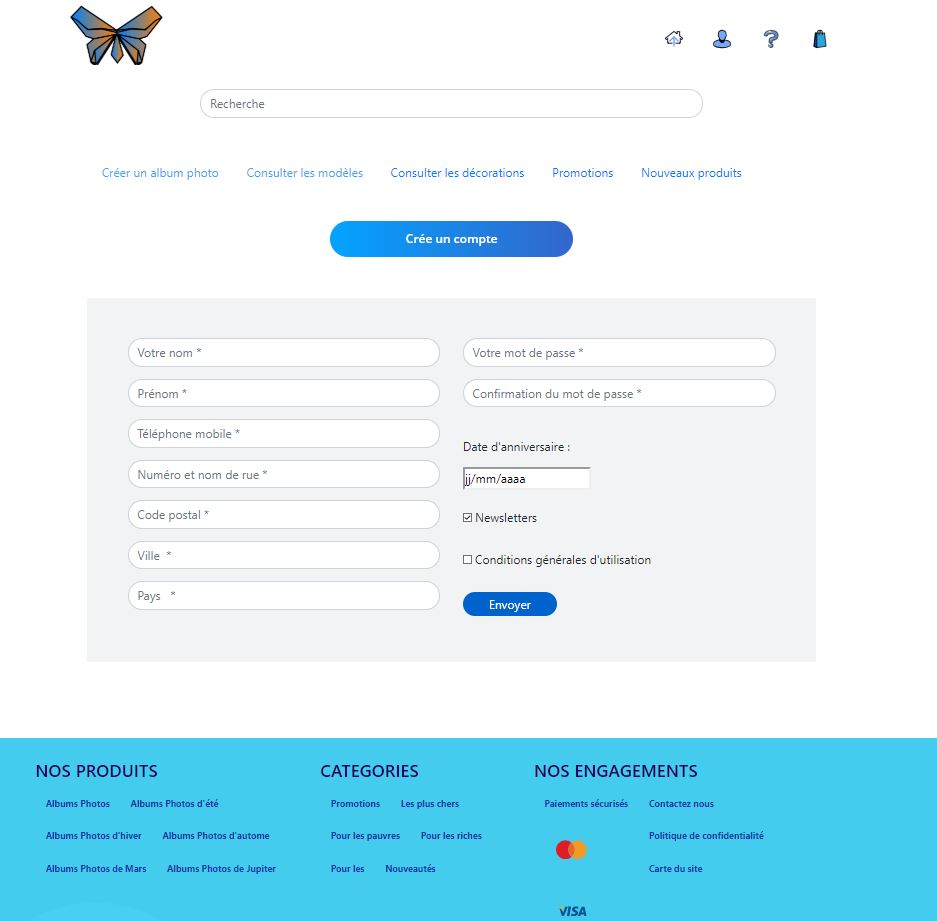 Recherche
Créer un album photo Consulter les modèles Consulter les décorations Promotions Nouveaux produits
Crée un compte
Votre nom *
Prénom *
Téléphone mobile *
Numéro et nom de rue *
Code postal *
Ville *
Pays *
Votre mot de passe *
Confirmation du mot de passe *
Date d'anniversaire :
jj/mm/aaaa
Newsletters
Conditions générales d'utilisation
Envoyer
NOS PRODUITS
Albums Photos Albums Photos d'été
Albums Photos d'hiver Albums Photos d'autome
Albums Photos de Mars Albums Photos de Jupiter
CATEGORIES
Promotions Les plus chers
Pour les pauvres Pour les riches
Pour les Nouveautés
NOS ENGAGEMENTS
Paiements sécurisés Contactez nous
Politique de confidentialité
Carte du site
VISA